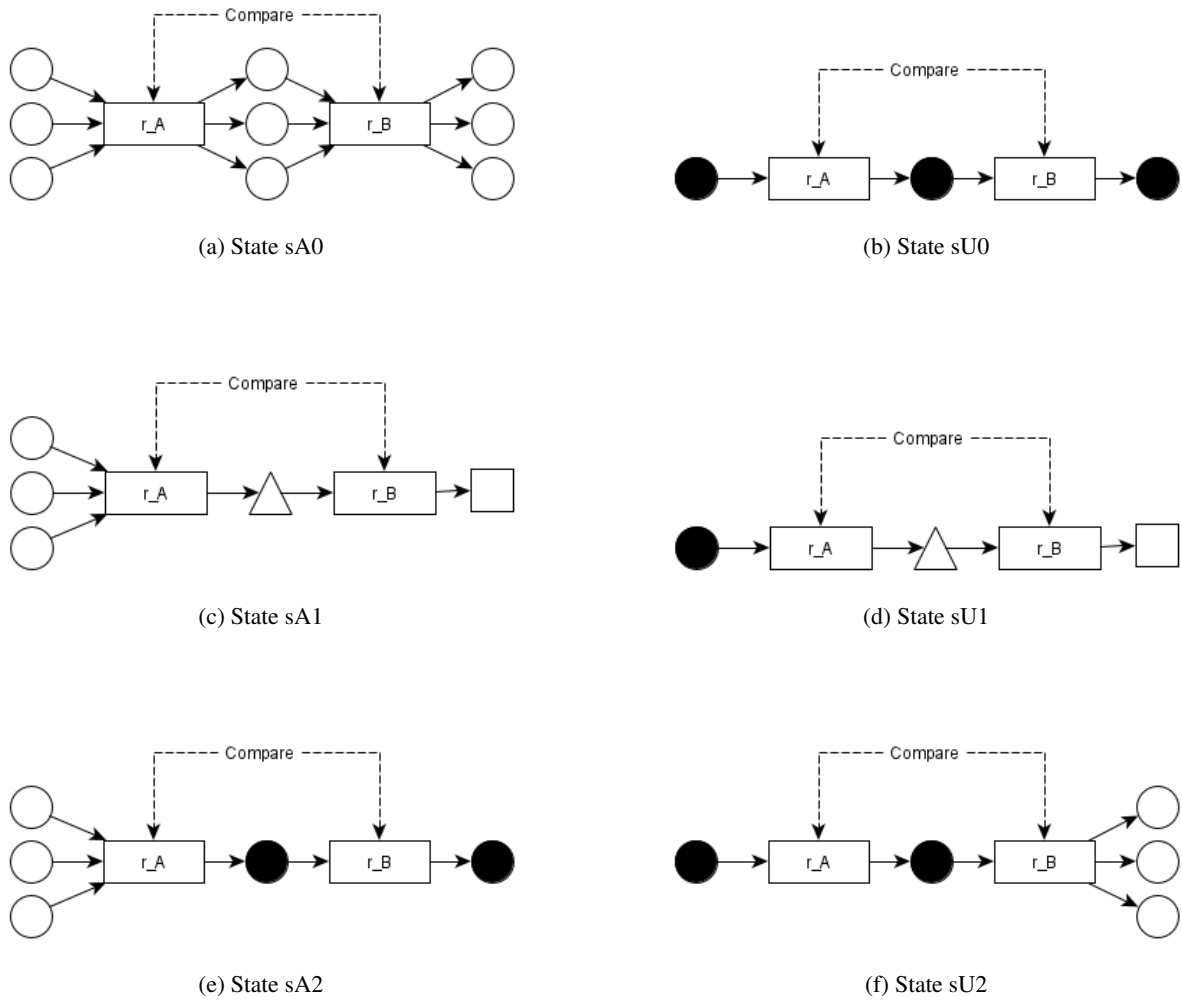 Compare
r_A
r_B
(a) State sA0
Compare
r_A
r_B
(b) State sU0
Compare
r_A
r_B
(c) State sA1
Compare
r_A
r_B
(d) State sU1
Compare
r_A
r_B
(e) State sA2
Compare
r_A
r_B
(f) State sU2